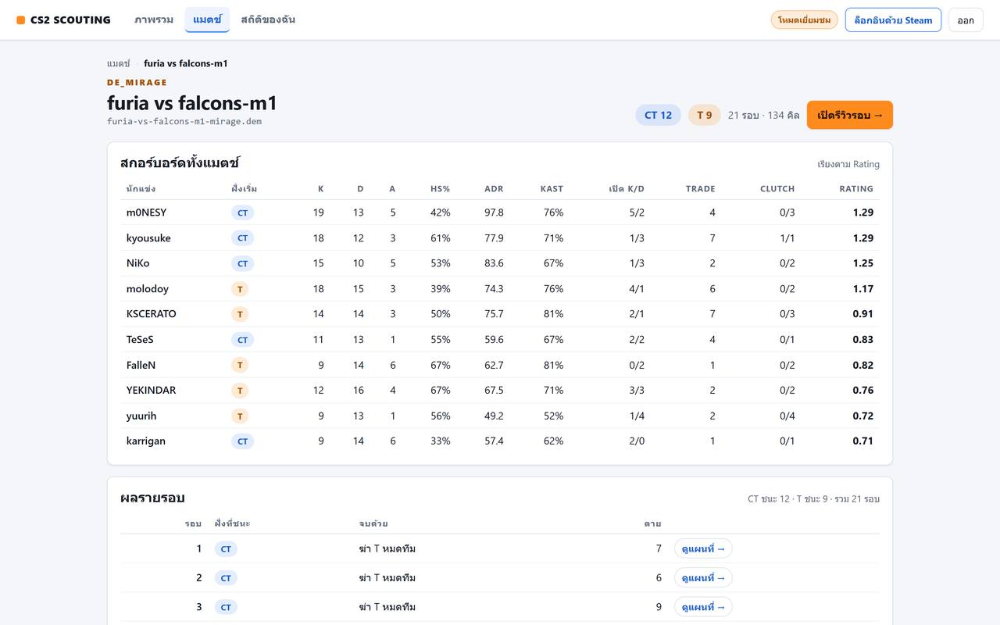 CS2 SCOUTING ภาพรวม แมตช์ สถิติของฉัน โหมดเยี่ยมชม ล็อกอินด้วย Steam ออก
แมตช์ · furia vs falcons-m1
DE_MIRAGE
furia vs falcons-m1
furia-vs-falcons-m1-mirage.dem
CT 12 T 9 21 รอบ · 134 คิล เปิดรีวิวรอบ →
สกอร์บอร์ดทั้งแมตช์ เรียงตาม Rating
นักแข่ง ฝั่งเริ่ม K D A HS% ADR KAST เปิด K/D TRADE CLUTCH RATING
m0NESY CT 19 13 5 42% 97.8 76% 5/2 4 0/3 1.29
kyousuke CT 18 12 3 61% 77.9 71% 1/3 7 1/1 1.29
NiKo CT 15 10 5 53% 83.6 67% 1/3 2 0/2 1.25
molodoy T 18 15 3 39% 74.3 76% 4/1 6 0/2 1.17
KSCERATO T 14 14 3 50% 75.7 81% 2/1 7 0/3 0.91
TeSeS CT 11 13 1 55% 59.6 67% 2/2 4 0/1 0.83
FalleN T 9 14 6 67% 62.7 81% 0/2 1 0/2 0.82
YEKINDAR T 12 16 4 67% 67.5 71% 3/3 2 0/2 0.76
yuurih T 9 13 1 56% 49.2 52% 1/4 2 0/4 0.72
karrigan CT 9 14 6 33% 57.4 62% 2/0 1 0/1 0.71
ผลรายรอบ CT ชนะ 12 · T ชนะ 9 · รวม 21 รอบ
รอบ ฝั่งที่ชนะ จบด้วย ตาย
1 CT ฆ่า T หมดทีม 7 ดูแผนที่ →
2 CT ฆ่า T หมดทีม 6 ดูแผนที่ →
3 CT ฆ่า T หมดทีม 9 ดูแผนที่ →